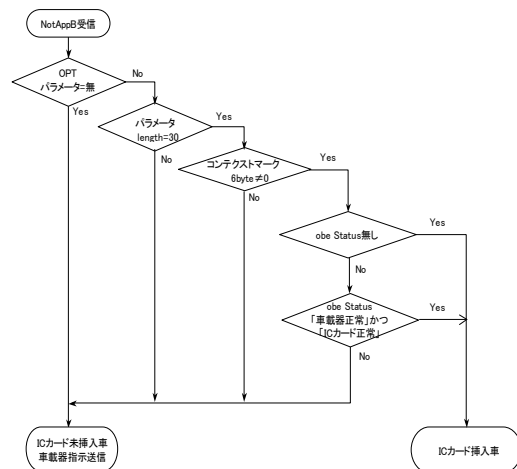 NotAppB受信
OPT
パラメータ=無
No
Yes
パラメータ
length=30
Yes
No
コンテクストマーク
6byte≠0
Yes
No
obe Status無し
Yes
No
obe Status
「車載器正常」かつ
「ICカード正常」
Yes
No
ICカード未挿入車
車載器指示送信
ICカード挿入車